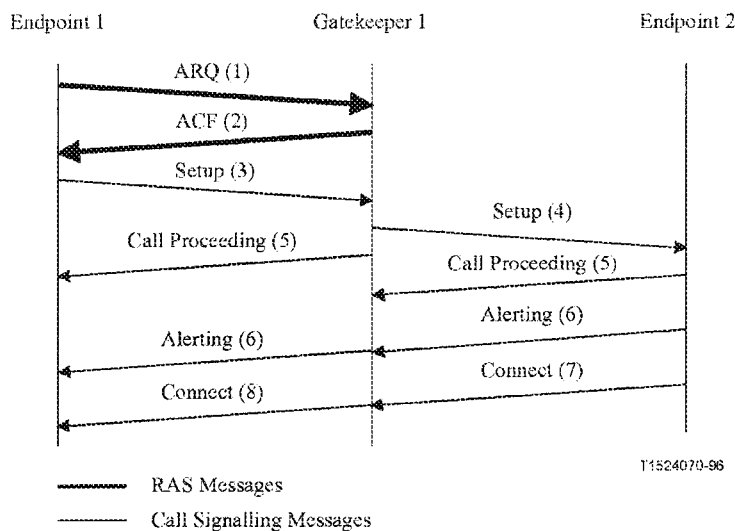 Endpoint 1 Gatekeeper 1 Endpoint 2
ARQ (1)
ACF (2)
Setup (3)
Setup (4)
Call Proceeding (5)
Call Proceeding (5)
Alerting (6)
Alerting (6)
Connect (7)
Connect (8)
T1524070-96
RAS Messages
Call Signalling Messages